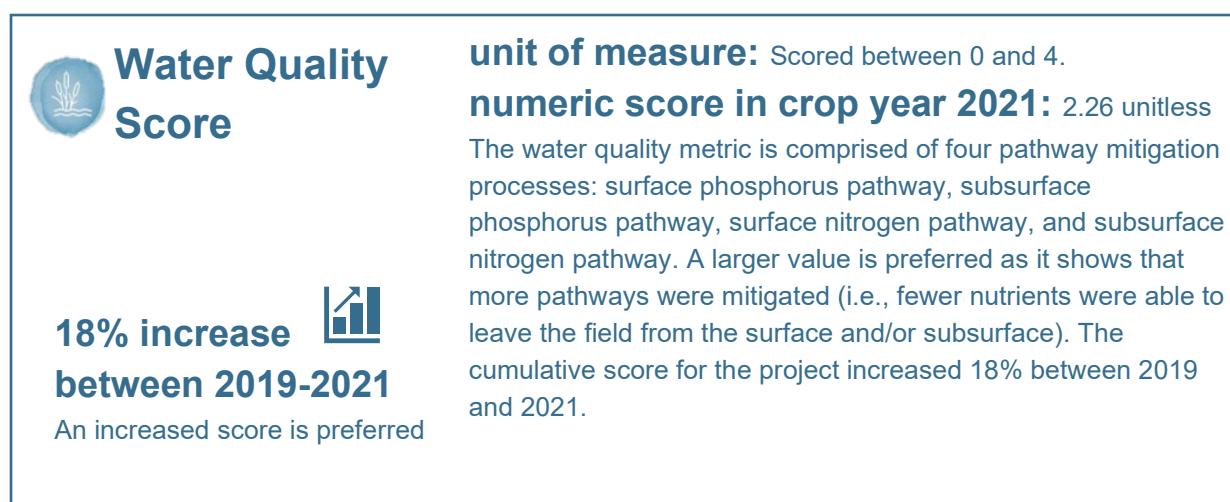 Water Quality
Score
18% increase
between 2019-2021
An increased score is preferred
unit of measure: Scored between 0 and 4.
numeric score in crop year 2021: 2.26 unitless
The water quality metric is comprised of four pathway mitigation
processes: surface phosphorus pathway, subsurface
phosphorus pathway, surface nitrogen pathway, and subsurface
nitrogen pathway. A larger value is preferred as it shows that
more pathways were mitigated (i.e., fewer nutrients were able to
leave the field from the surface and/or subsurface). The
cumulative score for the project increased 18% between 2019
and 2021.